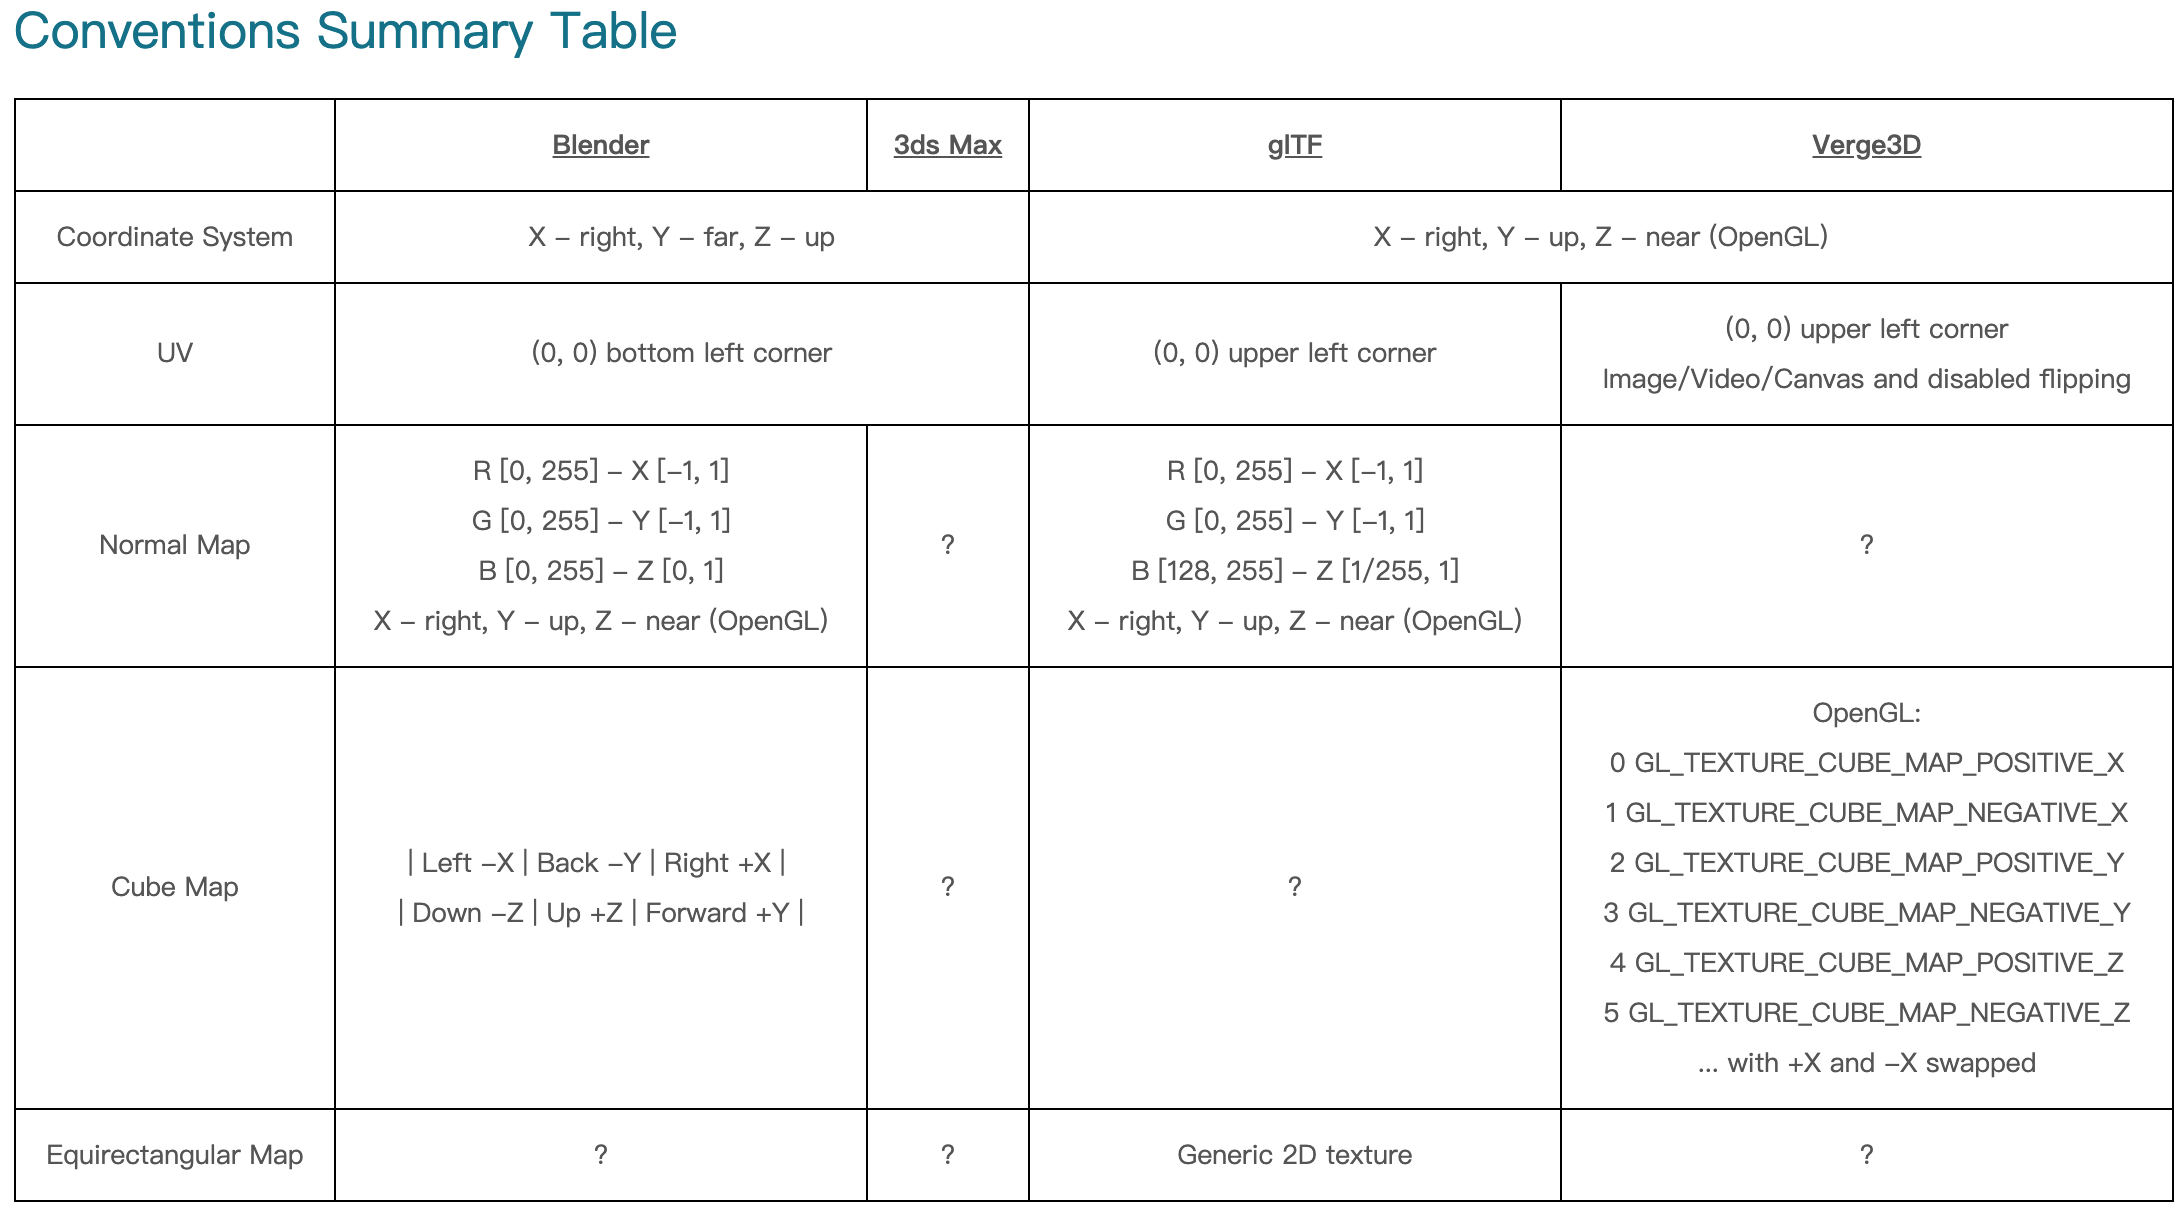 Conventions Summary Table
Blender
3ds Max
glTF
Verge3D
Coordinate System
X – right, Y – far, Z – up
X – right, Y – up, Z – near (OpenGL)
UV
(0, 0) bottom left corner
(0, 0) upper left corner
(0, 0) upper left corner
Image/Video/Canvas and disabled flipping
Normal Map
R [0, 255] – X [–1, 1]
G [0, 255] – Y [–1, 1]
B [0, 255] – Z [0, 1]
X – right, Y – up, Z – near (OpenGL)
?
R [0, 255] – X [–1, 1]
G [0, 255] – Y [–1, 1]
B [128, 255] – Z [1/255, 1]
X – right, Y – up, Z – near (OpenGL)
?
Cube Map
| Left –X | Back –Y | Right +X |
| Down –Z | Up +Z | Forward +Y |
?
?
OpenGL:
0 GL_TEXTURE_CUBE_MAP_POSITIVE_X
1 GL_TEXTURE_CUBE_MAP_NEGATIVE_X
2 GL_TEXTURE_CUBE_MAP_POSITIVE_Y
3 GL_TEXTURE_CUBE_MAP_NEGATIVE_Y
4 GL_TEXTURE_CUBE_MAP_POSITIVE_Z
5 GL_TEXTURE_CUBE_MAP_NEGATIVE_Z
... with +X and –X swapped
Equirectangular Map
?
?
Generic 2D texture
?